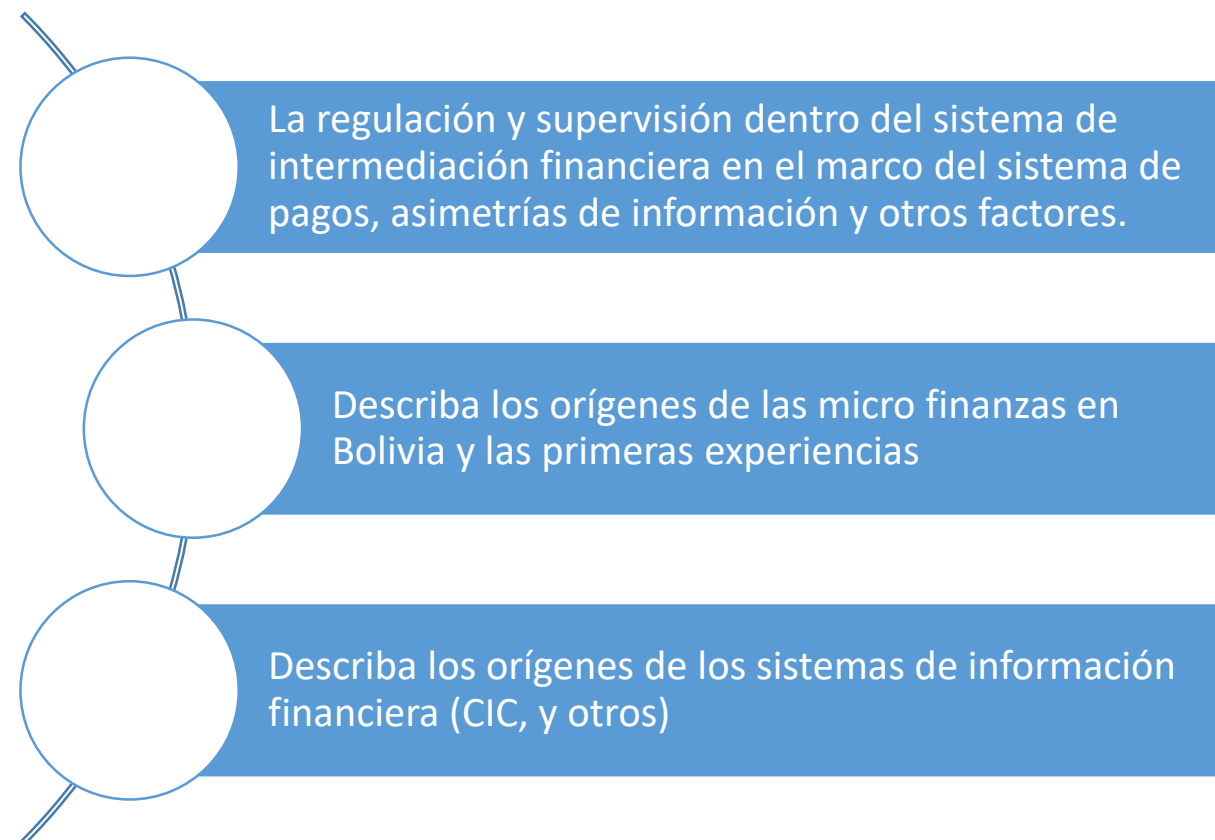 La regulación y supervisión dentro del sistema de
intermediación financiera en el marco del sistema de
pagos, asimetrías de información y otros factores.
Describa los orígenes de las micro finanzas en
Bolivia y las primeras experiencias
Describa los orígenes de los sistemas de información
financiera (CIC, y otros)